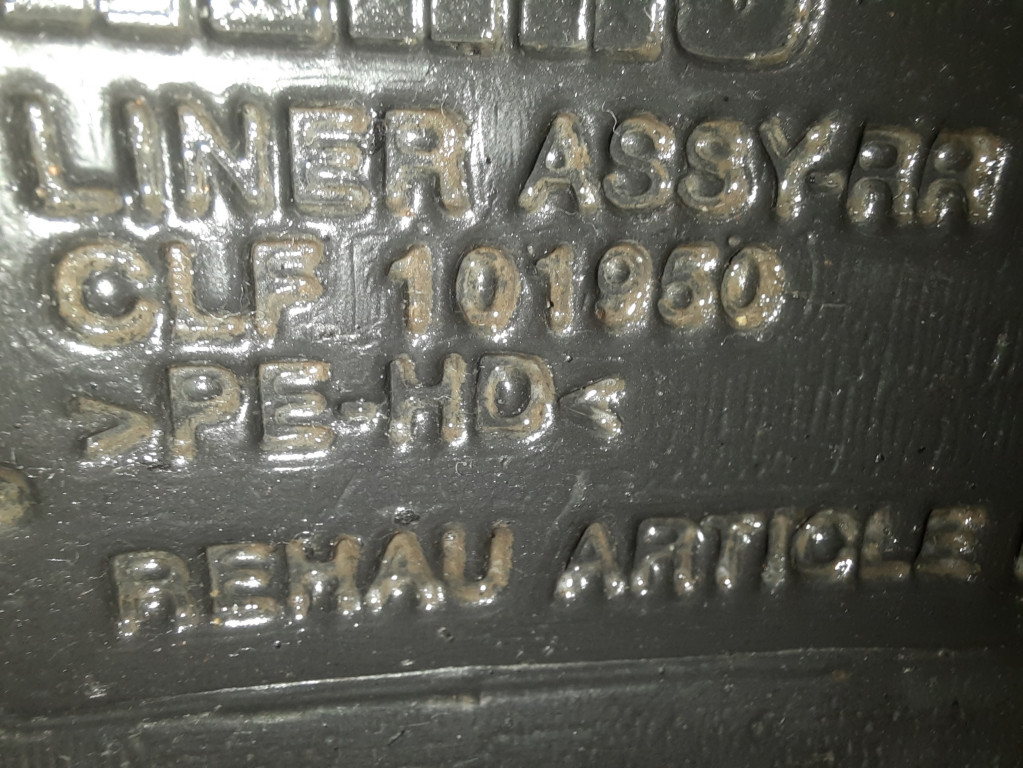 LINER ASSY-RR
CLF 101950
>PE-HD<
REHAU ARTICLE